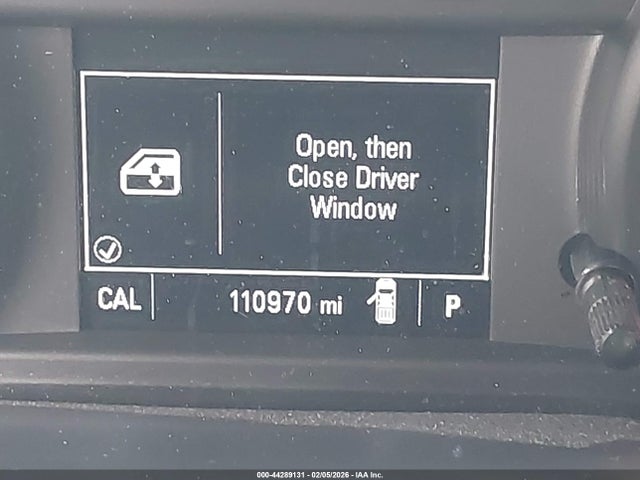 Open, then
Close Driver
Window
CAL
110970 mi
P
000-44289131 - 02/05/2026 - IAA Inc.